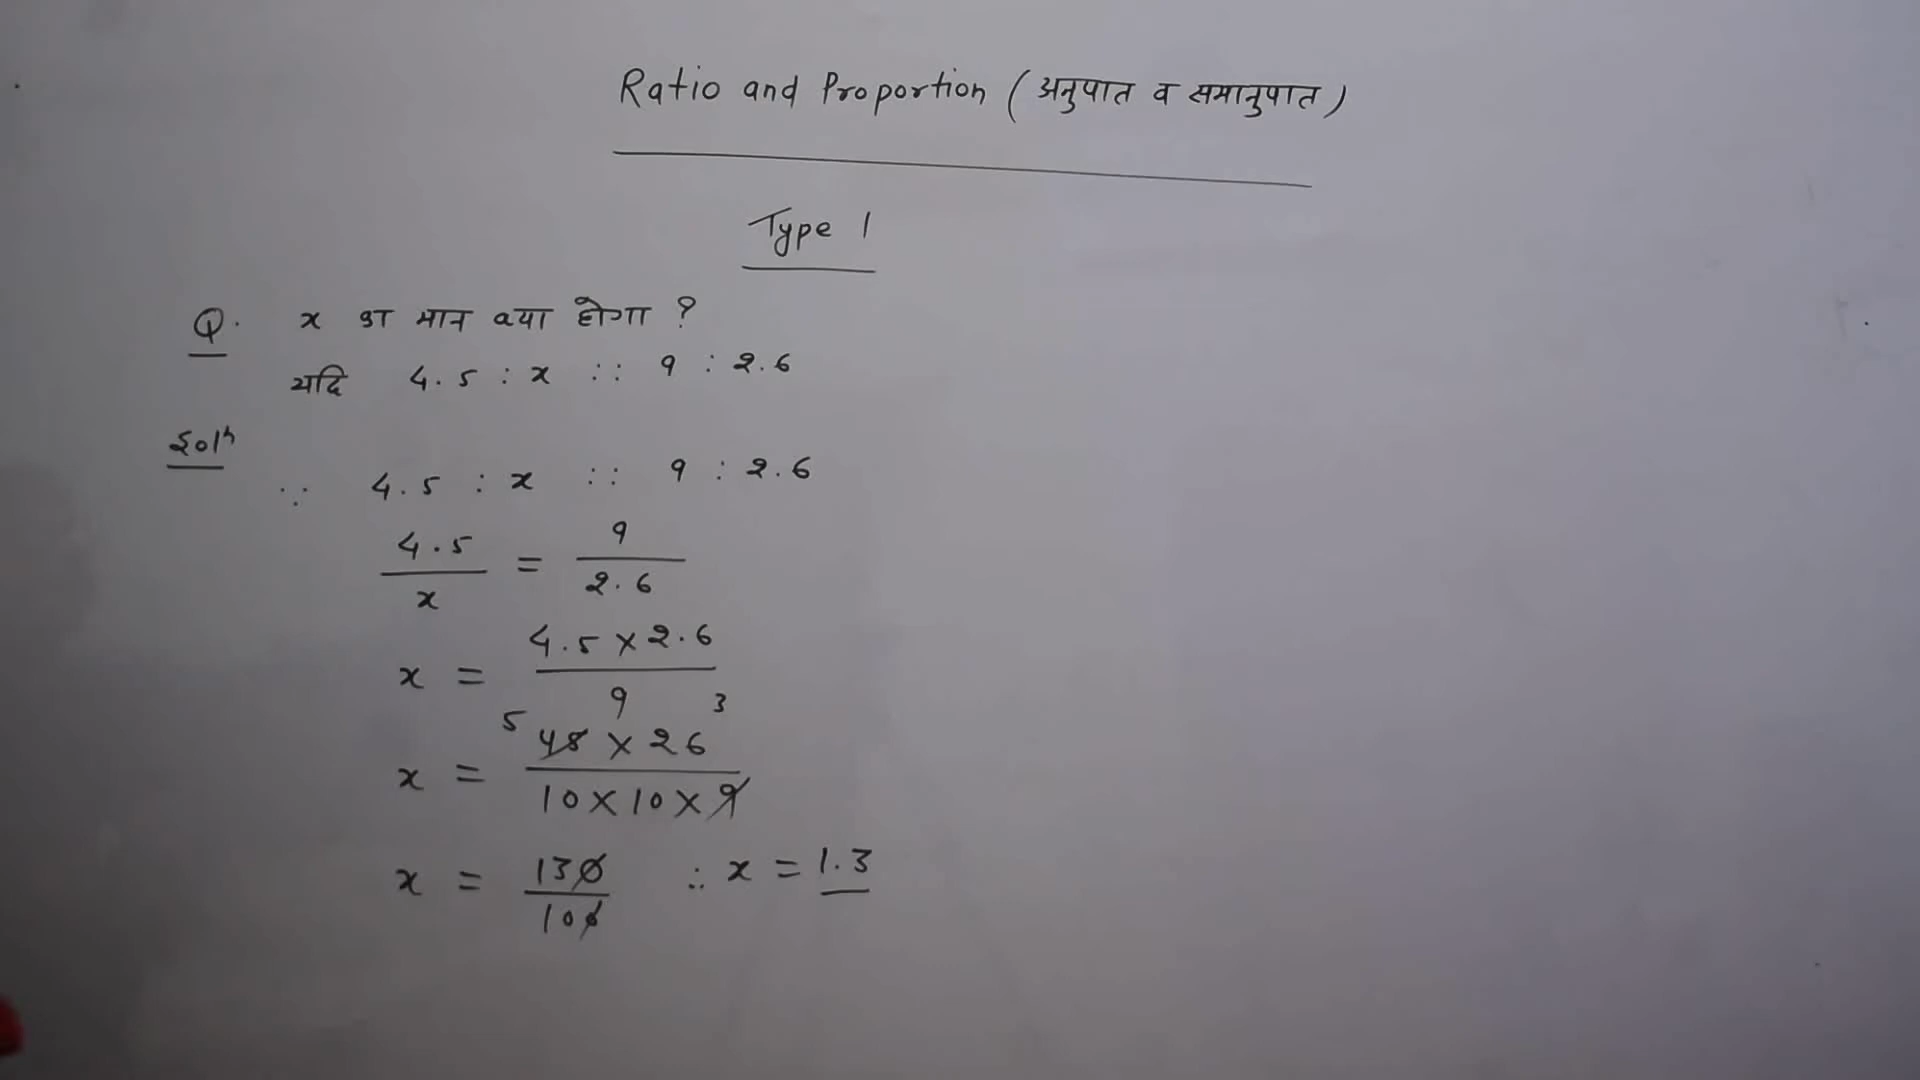 Ratio and Proportion (अनुपात व समानुपात)
Type 1
Q. x का मान क्या होगा ?
यदि 4.5 : x :: 9 : 2.6
Solⁿ
∵ 4.5 : x :: 9 : 2.6
4.5/x = 9/2.6
x = 4.5 × 2.6 / 9
5 3
x = 45 × 26 / 10 × 10 × 9
x = 130/100 ∴ x = 1.3